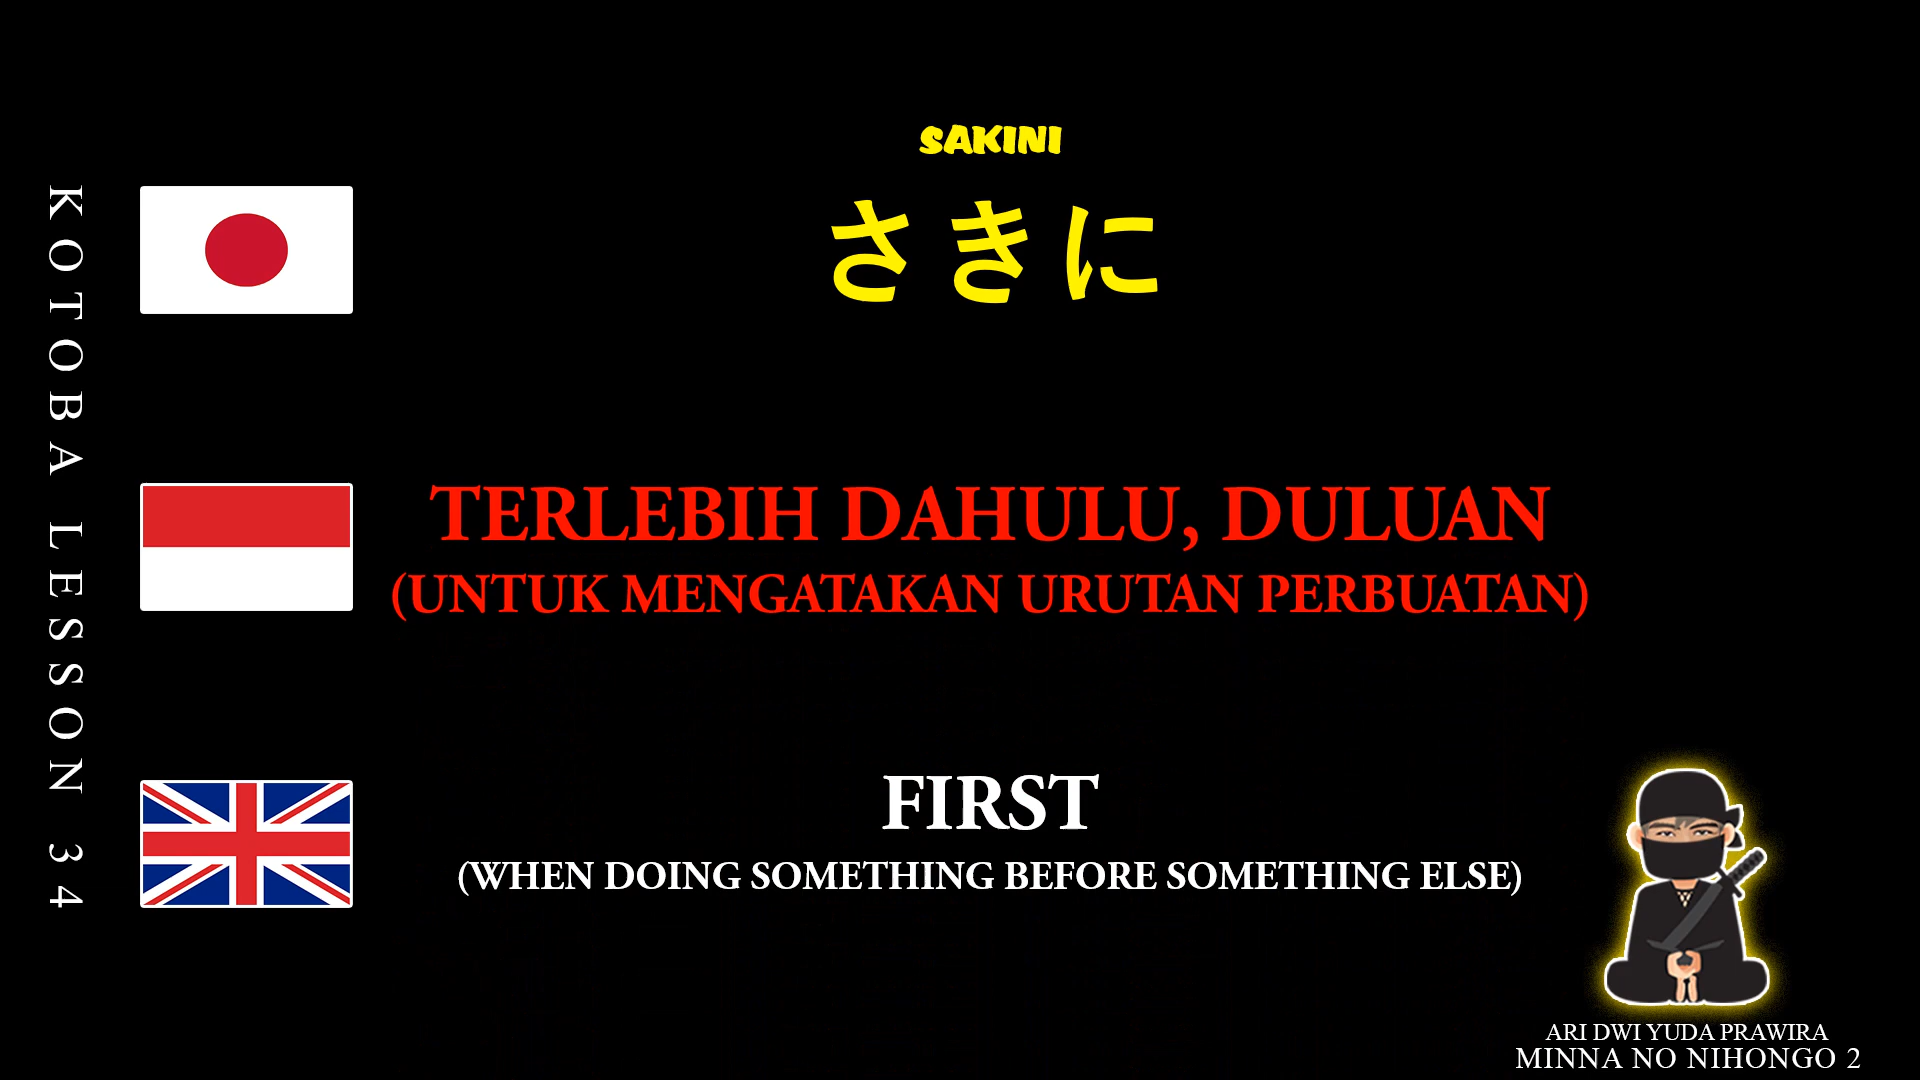 KOTOBA LESSON 34
SAKINI
さきに
TERLEBIH DAHULU, DULUAN
(UNTUK MENGATAKAN URUTAN PERBUATAN)
FIRST
(WHEN DOING SOMETHING BEFORE SOMETHING ELSE)
ARI DWI YUDA PRAWIRA
MINNA NO NIHONGO 2